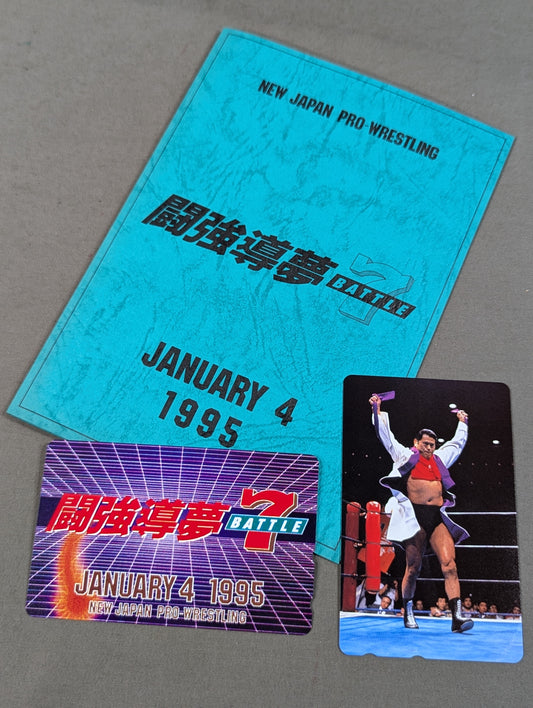 NEW JAPAN PRO-WRESTLING
闘強導夢
7
BATTLE
JANUARY 4
1995
闘強導夢
7
BATTLE
JANUARY 4 1995
NEW JAPAN PRO-WRESTLING